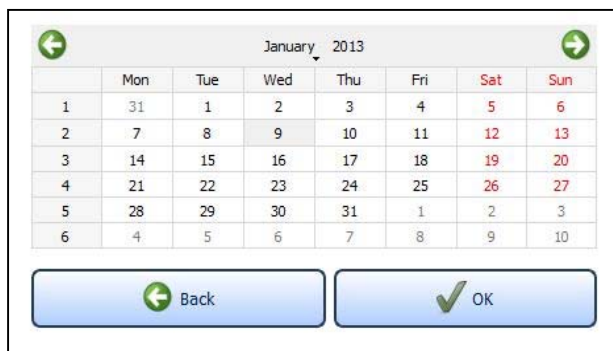 January 2013
Mon Tue Wed Thu Fri Sat Sun
1 31 1 2 3 4 5 6
2 7 8 9 10 11 12 13
3 14 15 16 17 18 19 20
4 21 22 23 24 25 26 27
5 28 29 30 31 1 2 3
6 4 5 6 7 8 9 10
Back OK